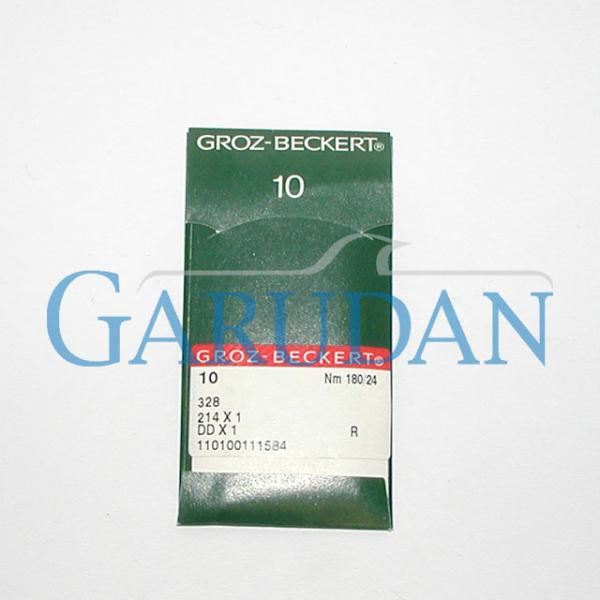 GROZ-BECKERT®
10
GARUDAN
GROZ-BECKERT®
10 Nm 180/24
328
214 X 1
DD X 1 R
110100111584